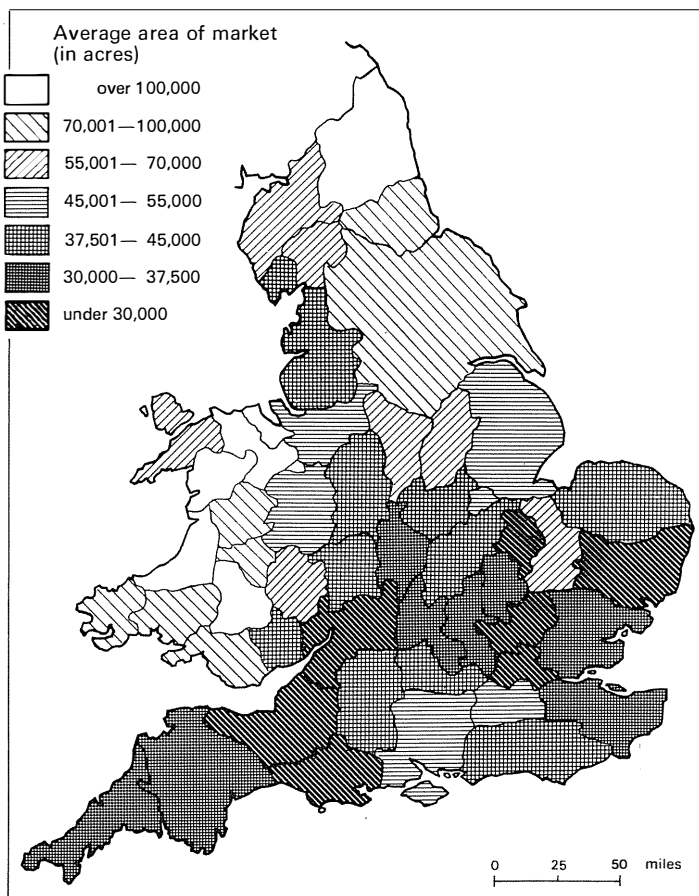 Average area of market
(in acres)
over 100,000
70,001—100,000
55,001— 70,000
45,001— 55,000
37,501— 45,000
30,000— 37,500
under 30,000
0 25 50 miles